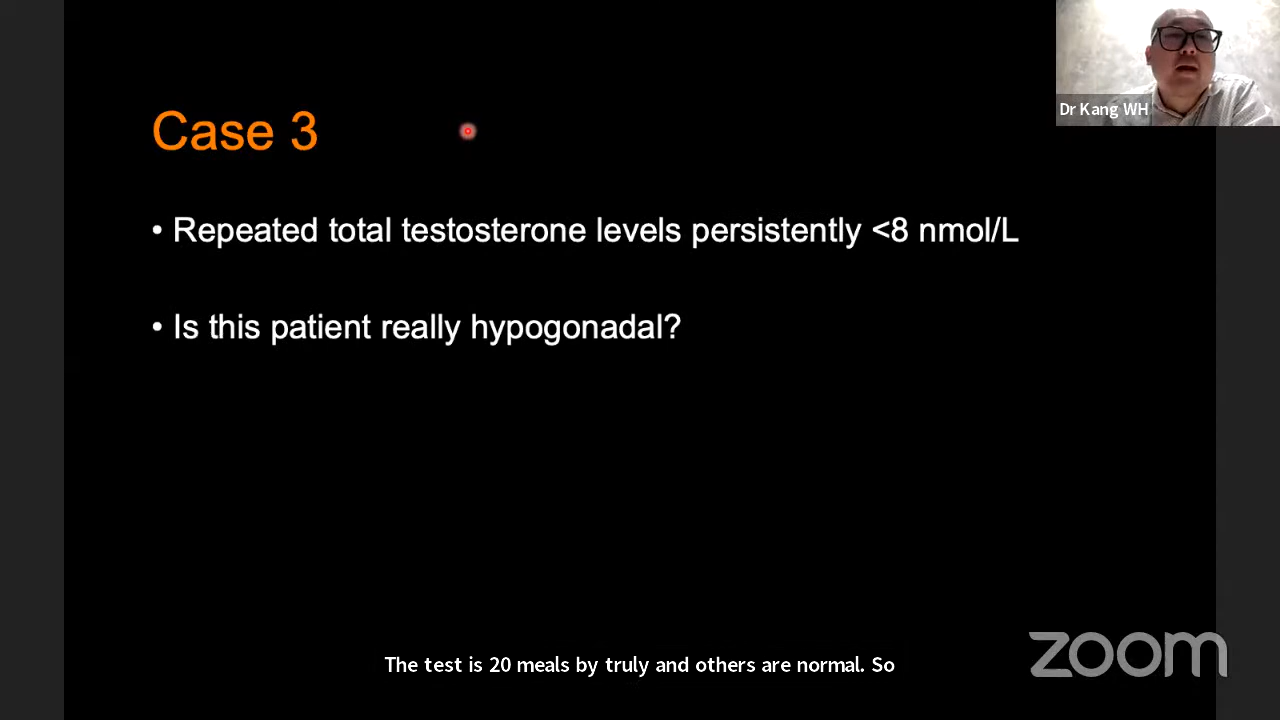 Dr Kang WH
Case 3
• Repeated total testosterone levels persistently <8 nmol/L
• Is this patient really hypogonadal?
The test is 20 meals by truly and others are normal. So
zoom